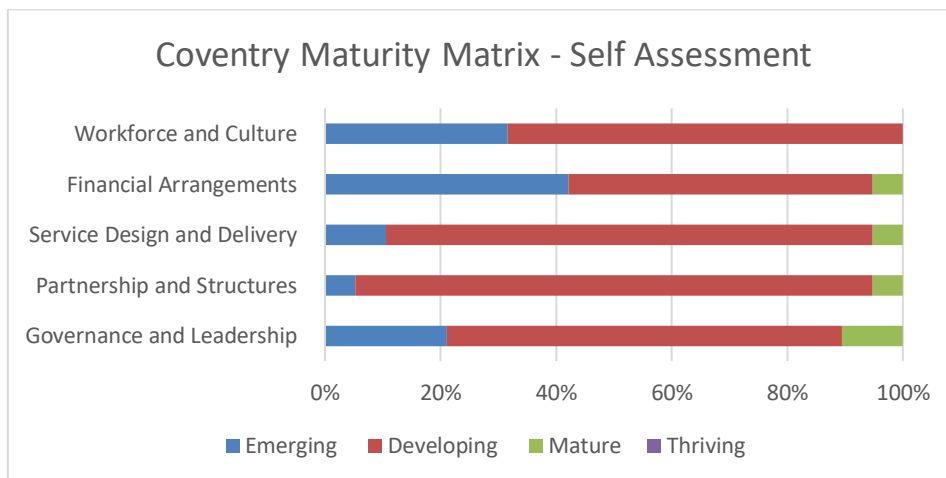 Coventry Maturity Matrix - Self Assessment
Workforce and Culture
Financial Arrangements
Service Design and Delivery
Partnership and Structures
Governance and Leadership
0% 20% 40% 60% 80% 100%
Emerging Developing Mature Thriving